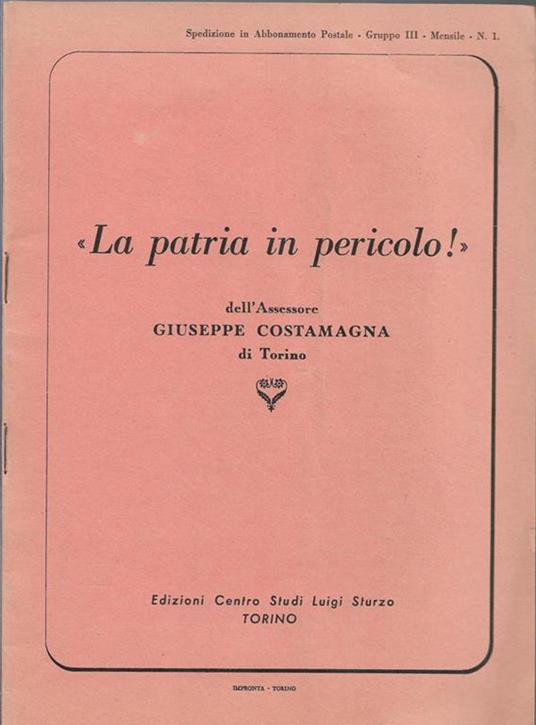 Spedizione in Abbonamento Postale - Gruppo III - Mensile - N. 1.
«La patria in pericolo!»
dell'Assessore
GIUSEPPE COSTAMAGNA
di Torino
Edizioni Centro Studi Luigi Sturzo
TORINO
IMPRONTA - TORINO